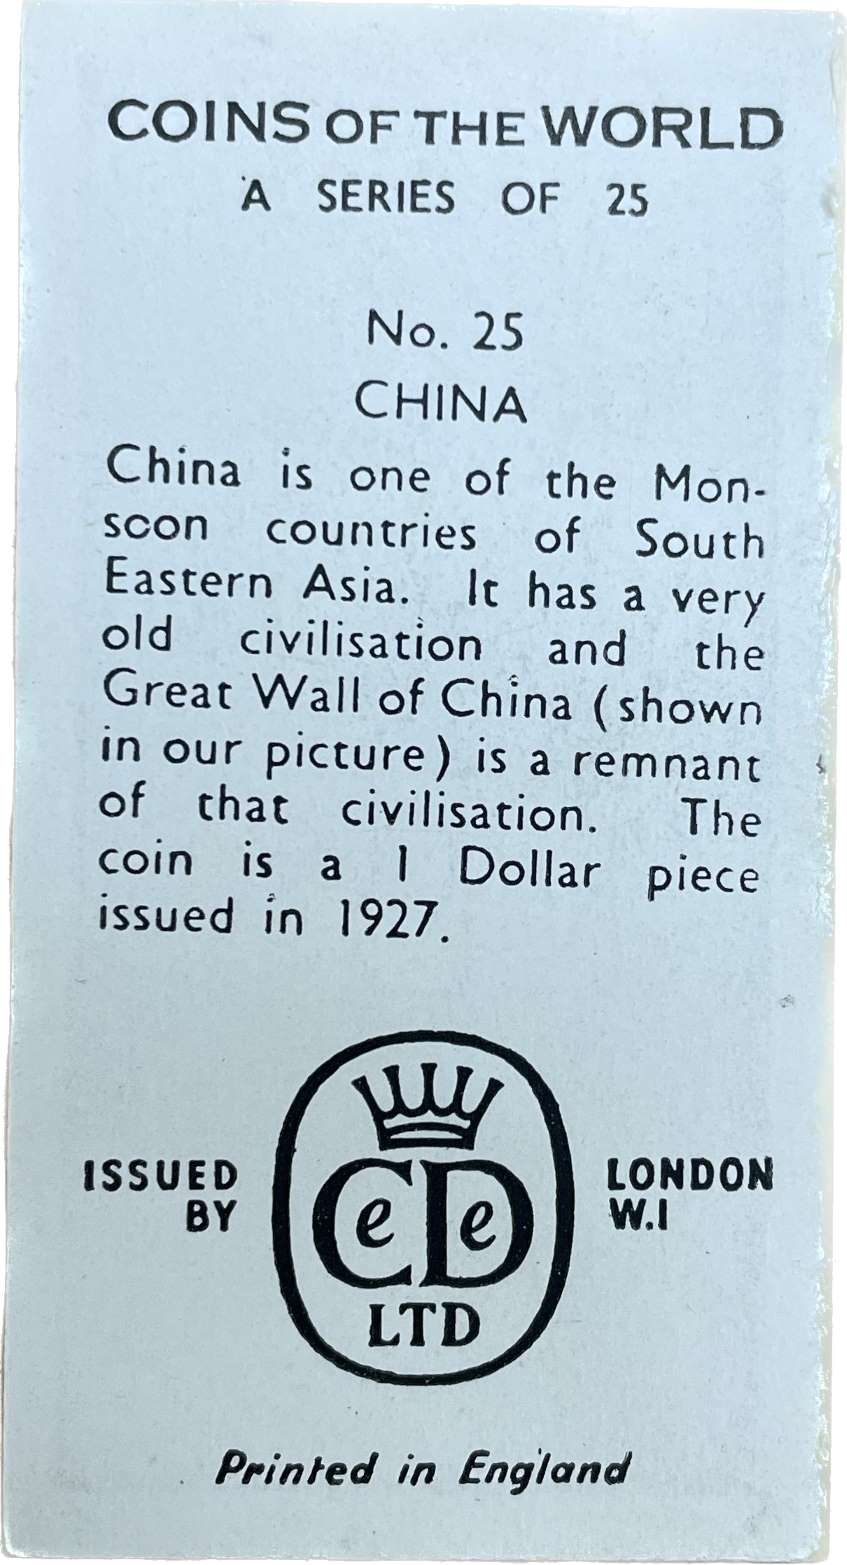 COINS OF THE WORLD
A SERIES OF 25
No. 25
CHINA
China is one of the Mon-
soon countries of South
Eastern Asia. It has a very
old civilisation and the
Great Wall of China (shown
in our picture) is a remnant
of that civilisation. The
coin is a 1 Dollar piece
issued in 1927.
ISSUED
BY
CeDe
LTD
LONDON
W.1
Printed in England